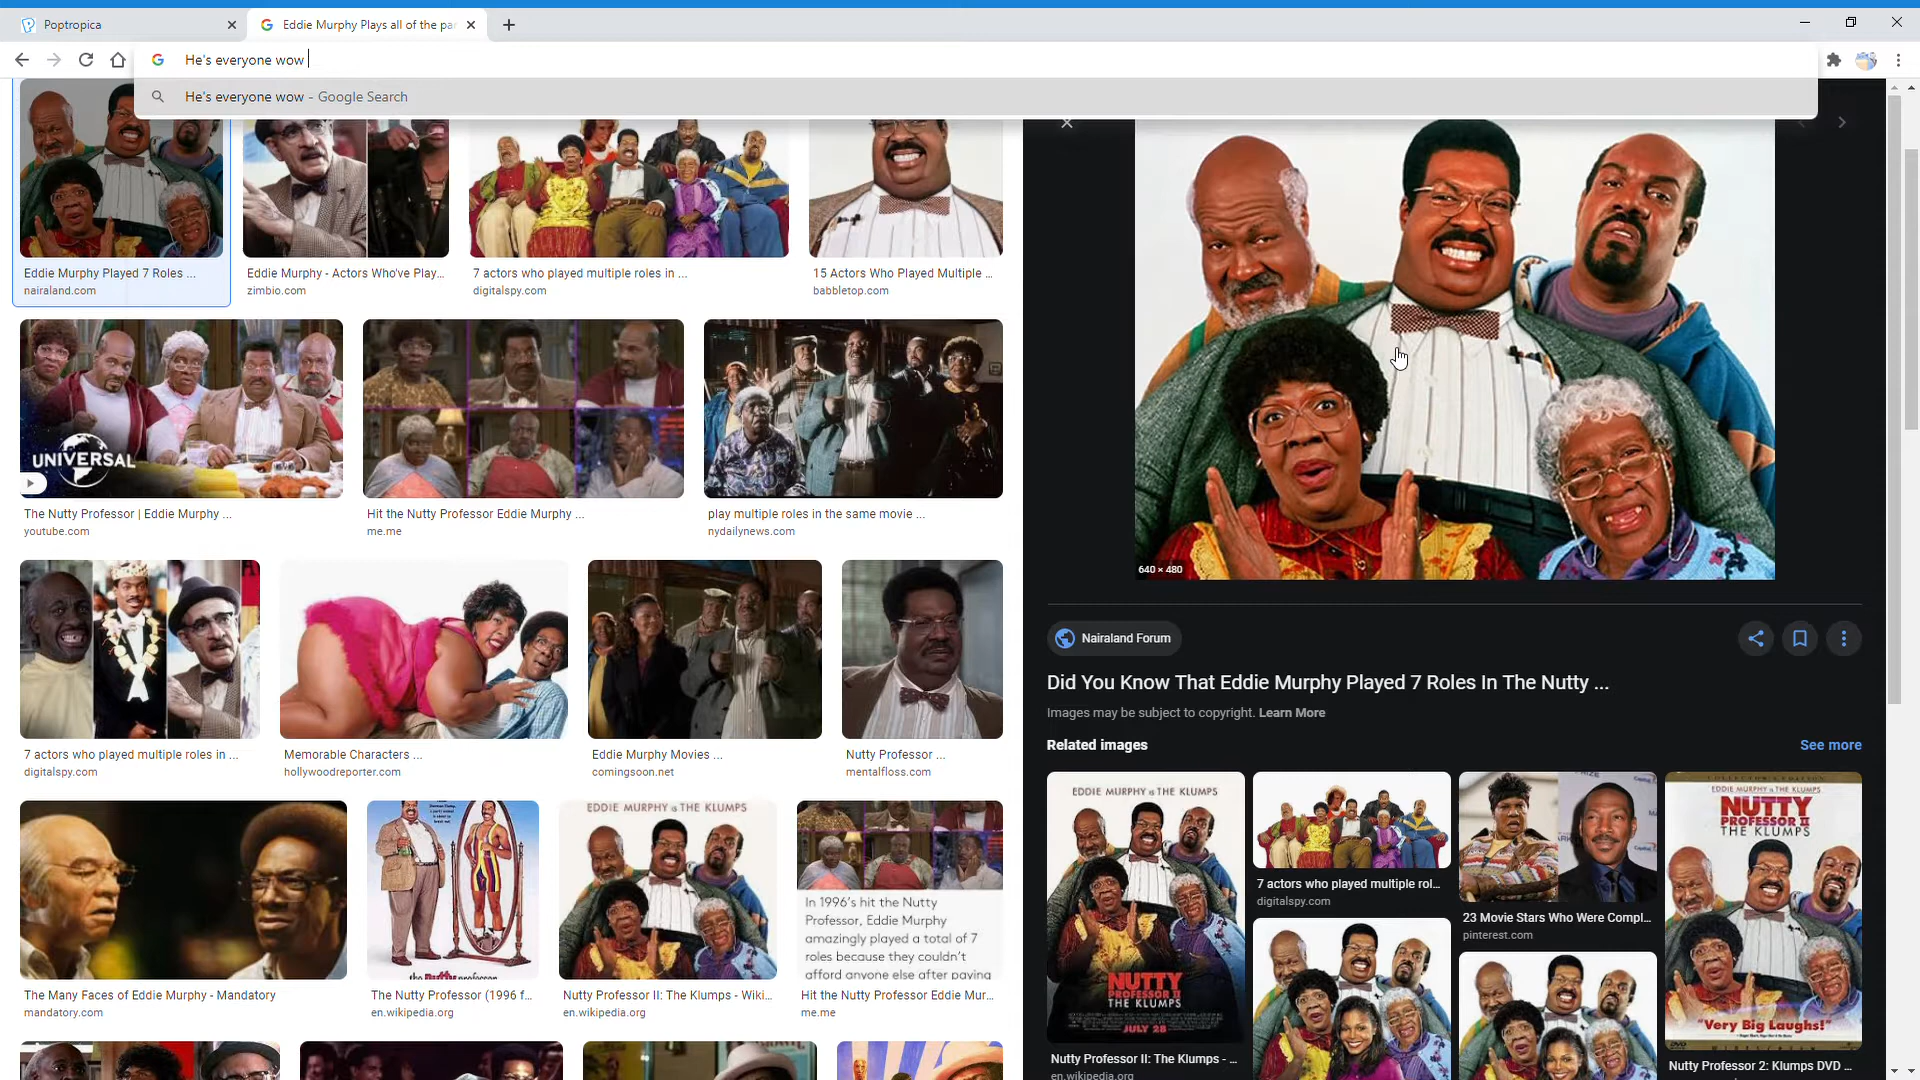 Poptropica
Eddie Murphy Plays all of the par
He's everyone wow
He's everyone wow - Google Search
Eddie Murphy Played 7 Roles ...
nairaland.com
Eddie Murphy - Actors Who've Play...
zimbio.com
7 actors who played multiple roles in ...
digitalspy.com
15 Actors Who Played Multiple ...
babbletop.com
UNIVERSAL
The Nutty Professor | Eddie Murphy ...
youtube.com
Hit the Nutty Professor Eddie Murphy ...
me.me
play multiple roles in the same movie ...
nydailynews.com
7 actors who played multiple roles in ...
digitalspy.com
Memorable Characters ...
hollywoodreporter.com
Eddie Murphy Movies ...
comingsoon.net
Nutty Professor ...
mentalfloss.com
The Many Faces of Eddie Murphy - Mandatory
mandatory.com
The Nutty Professor (1996 f...
en.wikipedia.org
EDDIE MURPHY IS THE KLUMPS
Nutty Professor II: The Klumps - Wiki...
en.wikipedia.org
In 1996's hit the Nutty
Professor, Eddie Murphy
amazingly played a total of 7
roles because they couldn't
afford anyone else after paying
Hit the Nutty Professor Eddie Mur...
me.me
640 × 480
Nairaland Forum
Did You Know That Eddie Murphy Played 7 Roles In The Nutty ...
Images may be subject to copyright. Learn More
Related images
See more
EDDIE MURPHY IS THE KLUMPS
NUTTY
PROFESSOR II
THE KLUMPS
JULY 28
Nutty Professor II: The Klumps - ...
en.wikipedia.org
7 actors who played multiple rol...
digitalspy.com
23 Movie Stars Who Were Compl...
pinterest.com
COLLECTOR'S EDITION
EDDIE MURPHY IS THE KLUMPS
NUTTY
PROFESSOR II
THE KLUMPS
"Very Big Laughs!"
Nutty Professor 2: Klumps DVD ...